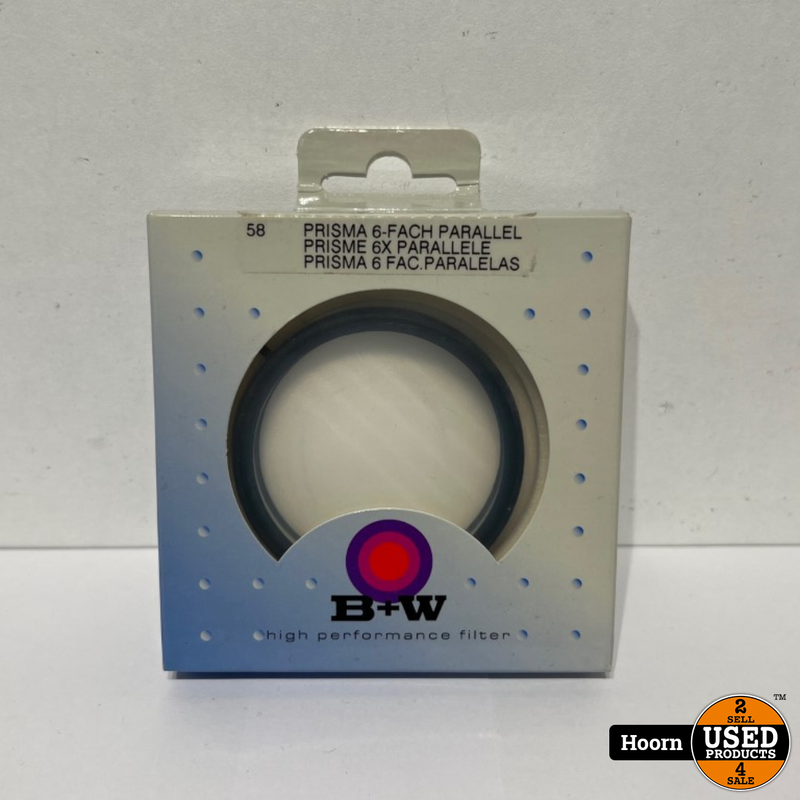 58 PRISMA 6-FACH PARALLEL
PRISME 6X PARALLELE
PRISMA 6 FAC.PARALELAS
B+W
high performance filter
Hoorn
2
SELL
USED
PRODUCTS
4
SALE
TM